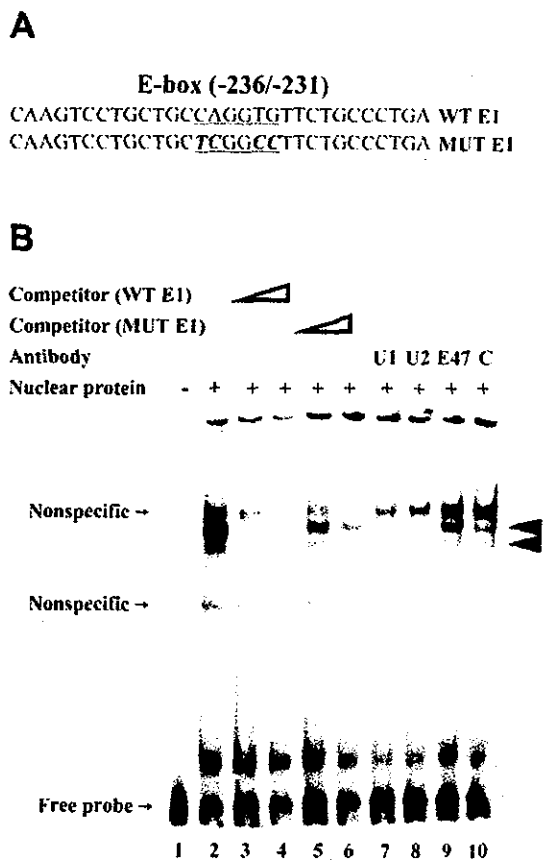 A
E-box (-236/-231)
CAAGTCCTGCTGCCAGGTGTTCTGCCCTGA WT E1
CAAGTCCTGCTGCTCGGCCTTCTGCCCTGA MUT E1
B
Competitor (WT E1)
Competitor (MUT E1)
Antibody U1 U2 E47 C
Nuclear protein - + + + + + + + + +
Nonspecific →
Nonspecific →
Free probe →
1 2 3 4 5 6 7 8 9 10